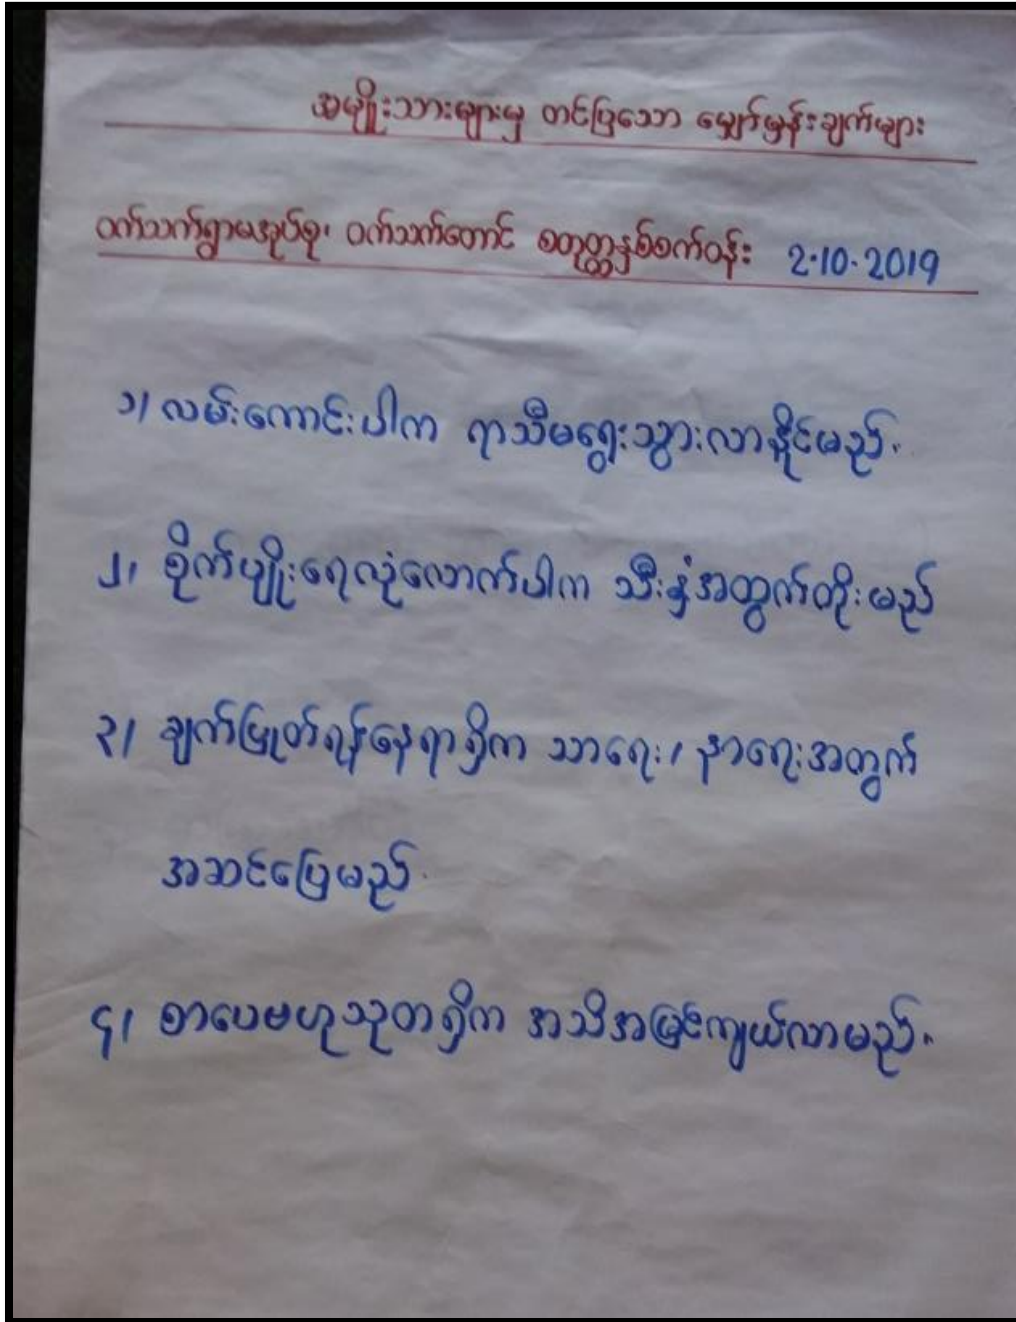 အမျိုးသားများမှ တင်ပြသော မျှော်မှန်းချက်များ
ဝက်သက်ရွာမအုပ်စု၊ ဝက်သက်တောင် စတုတ္ထနှစ်စက်ဝန်း 2.10.2019
၁/ လမ်းကောင်းပါက ရာသီမရွေးသွားလာနိုင်မည်.
၂၊ စိုက်ပျိုးရေလုံလောက်ပါက သီးနှံအထွက်တိုးမည်
၃/ ချက်ပြုတ်ရန်နေရာရှိက သာရေး/ နာရေးအတွက်
အဆင်ပြေမည်.
၄၊ စာပေဗဟုသုတရှိက အသိအမြင်ကျယ်လာမည်.